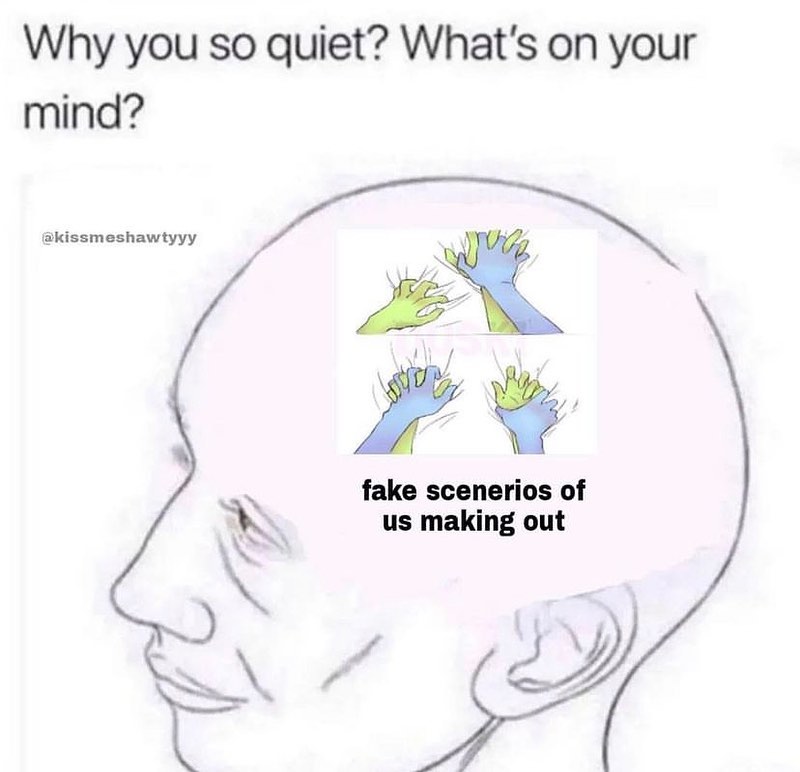 Why you so quiet? What's on your
mind?
@kissmeshawtyyy
fake scenerios of
us making out